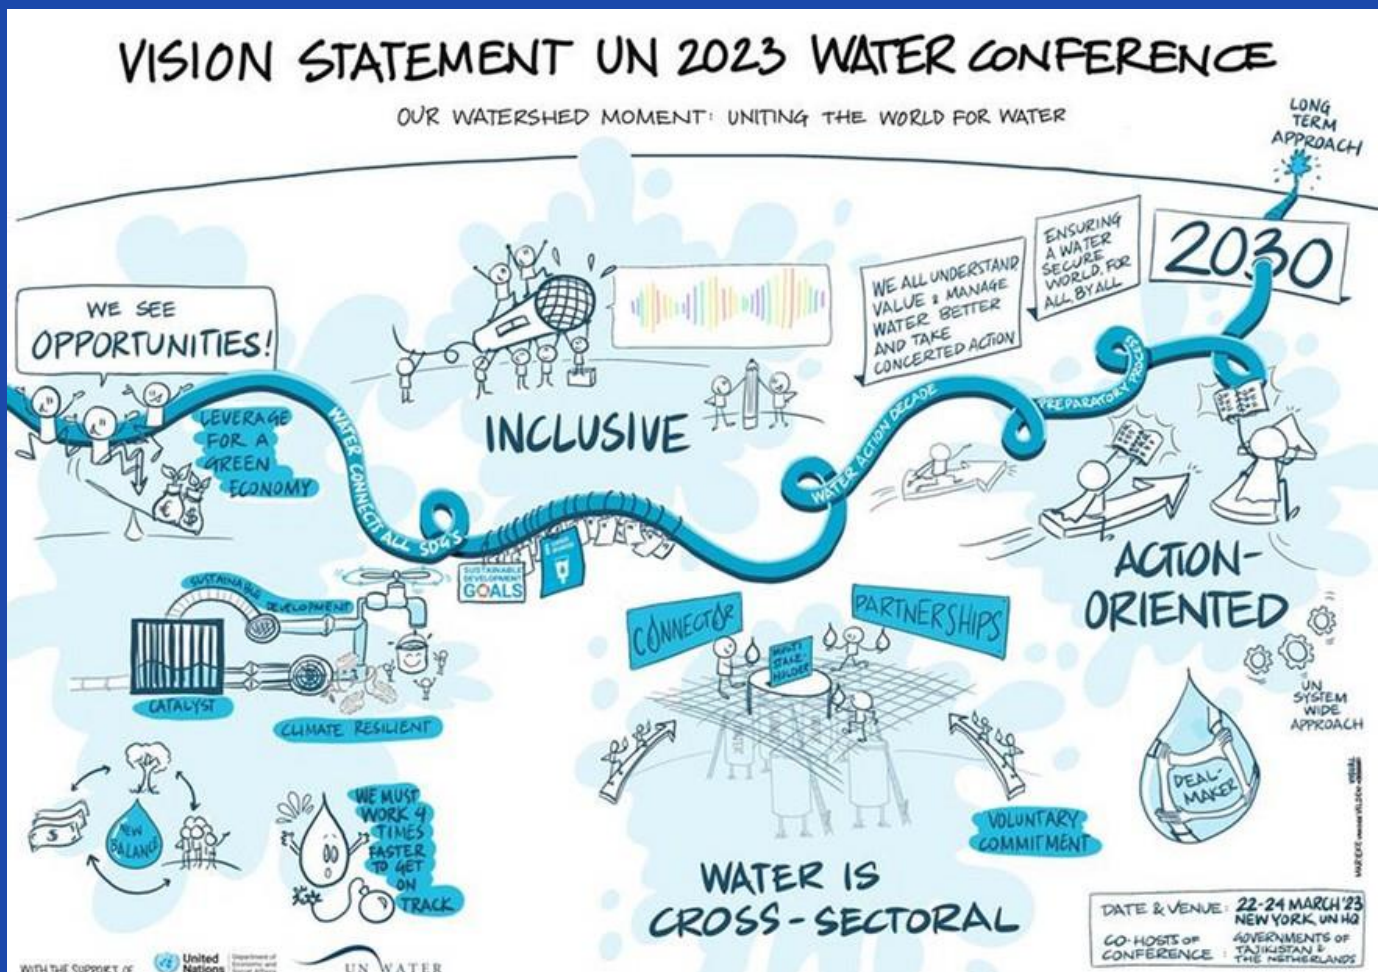 VISION STATEMENT UN 2023 WATER CONFERENCE
OUR WATERSHED MOMENT: UNITING THE WORLD FOR WATER
LONG
TERM
APPROACH
2030
ENSURING
A WATER
SECURE
WORLD, FOR
ALL, BY ALL
WE ALL UNDERSTAND,
VALUE & MANAGE
WATER BETTER
AND TAKE
CONCERTED ACTION
WE SEE
OPPORTUNITIES!
LEVERAGE
FOR A
GREEN
ECONOMY
€ $
INCLUSIVE
WATER CONNECTS ALL SDG'S
WATER ACTION DECADE
PREPARATORY PROCESS
SUSTAINABLE
DEVELOPMENT
GOALS
ACTION-
ORIENTED
SUSTAINABLE
DEVELOPMENT
CATALYST
CLIMATE RESILIENT
CONNECTOR
PARTNERSHIPS
MULTI
STAKE-
HOLDER
UN
SYSTEM
WIDE
APPROACH
DEAL-
MAKER
$
NEW
BALANCE
WE MUST
WORK 4
TIMES
FASTER
TO GET
ON
TRACK
VOLUNTARY
COMMITMENT
WATER IS
CROSS-SECTORAL
DATE & VENUE: 22-24 MARCH '23
NEW YORK, UN HQ
CO-HOSTS OF
CONFERENCE : GOVERNMENTS OF
TAJIKISTAN &
THE NETHERLANDS
WITH THE SUPPORT OF
United
Nations
Department of
Economic and
Social Affairs
UN WATER